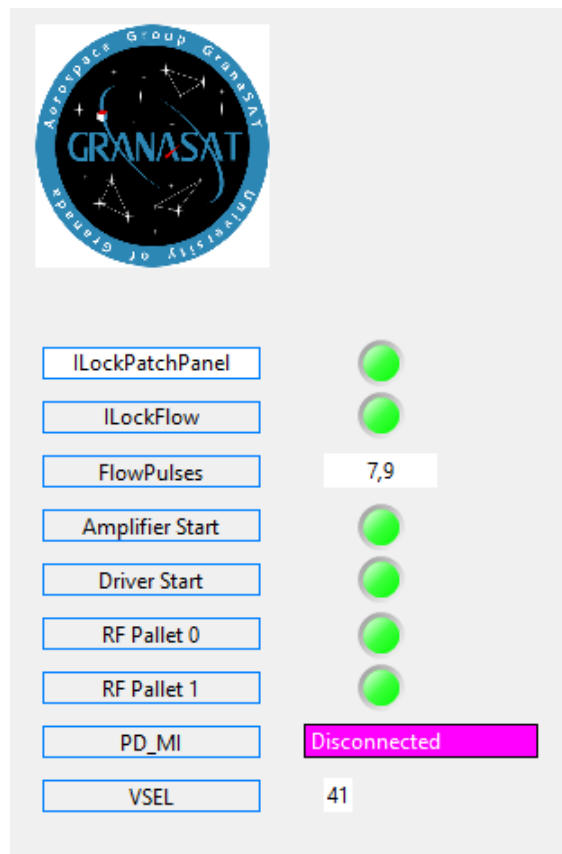 Aerospace Group GranaSAT
GRANASAT
University of Granada
ILockPatchPanel
ILockFlow
FlowPulses 7,9
Amplifier Start
Driver Start
RF Pallet 0
RF Pallet 1
PD_MI Disconnected
VSEL 41